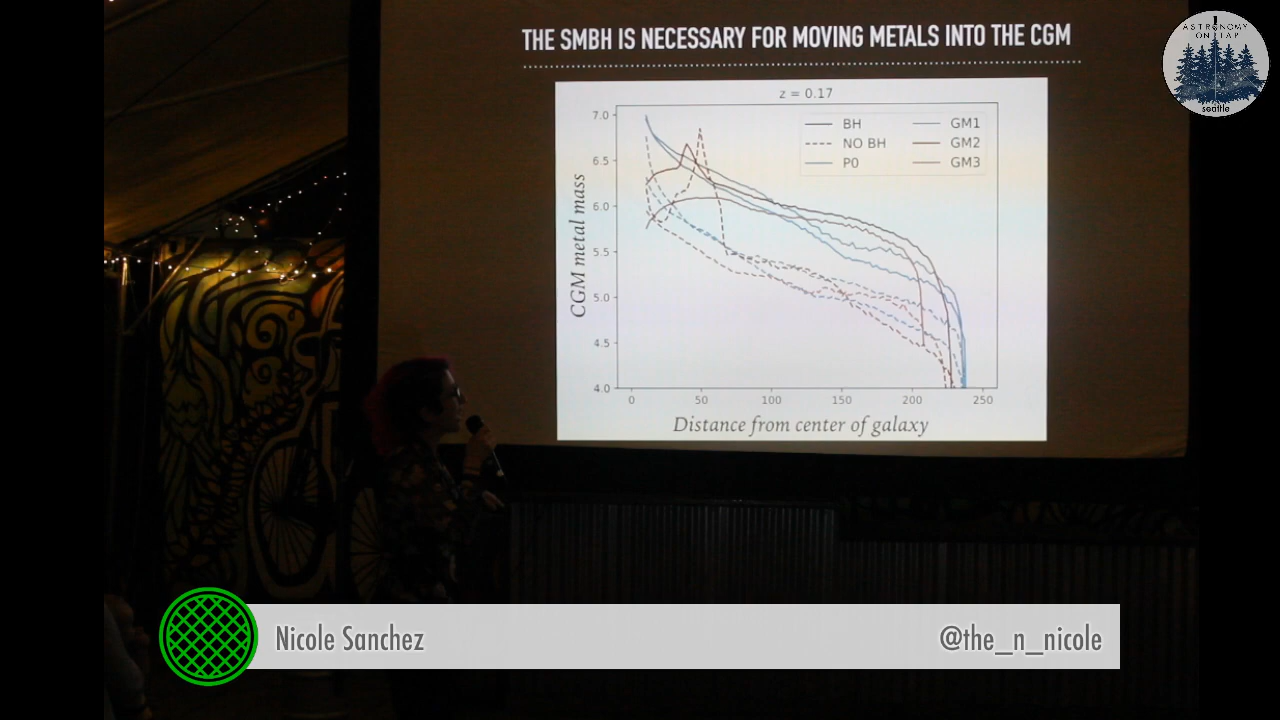 THE SMBH IS NECESSARY FOR MOVING METALS INTO THE CGM
ASTRONOMY
ON TAP
seattle
z = 0.17
BH
NO BH
P0
GM1
GM2
GM3
CGM metal mass
7.0
6.5
6.0
5.5
5.0
4.5
4.0
0 50 100 150 200 250
Distance from center of galaxy
Nicole Sanchez @the_n_nicole